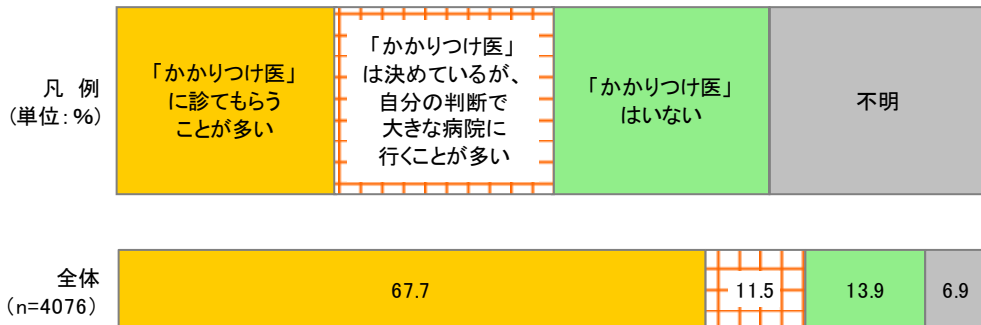 凡 例
(単位：%)
「かかりつけ医」
に診てもらう
ことが多い
「かかりつけ医」
は決めているが、
自分の判断で
大きな病院に
行くことが多い
「かかりつけ医」
はいない
不明
全体
(n=4076)
67.7
11.5
13.9
6.9